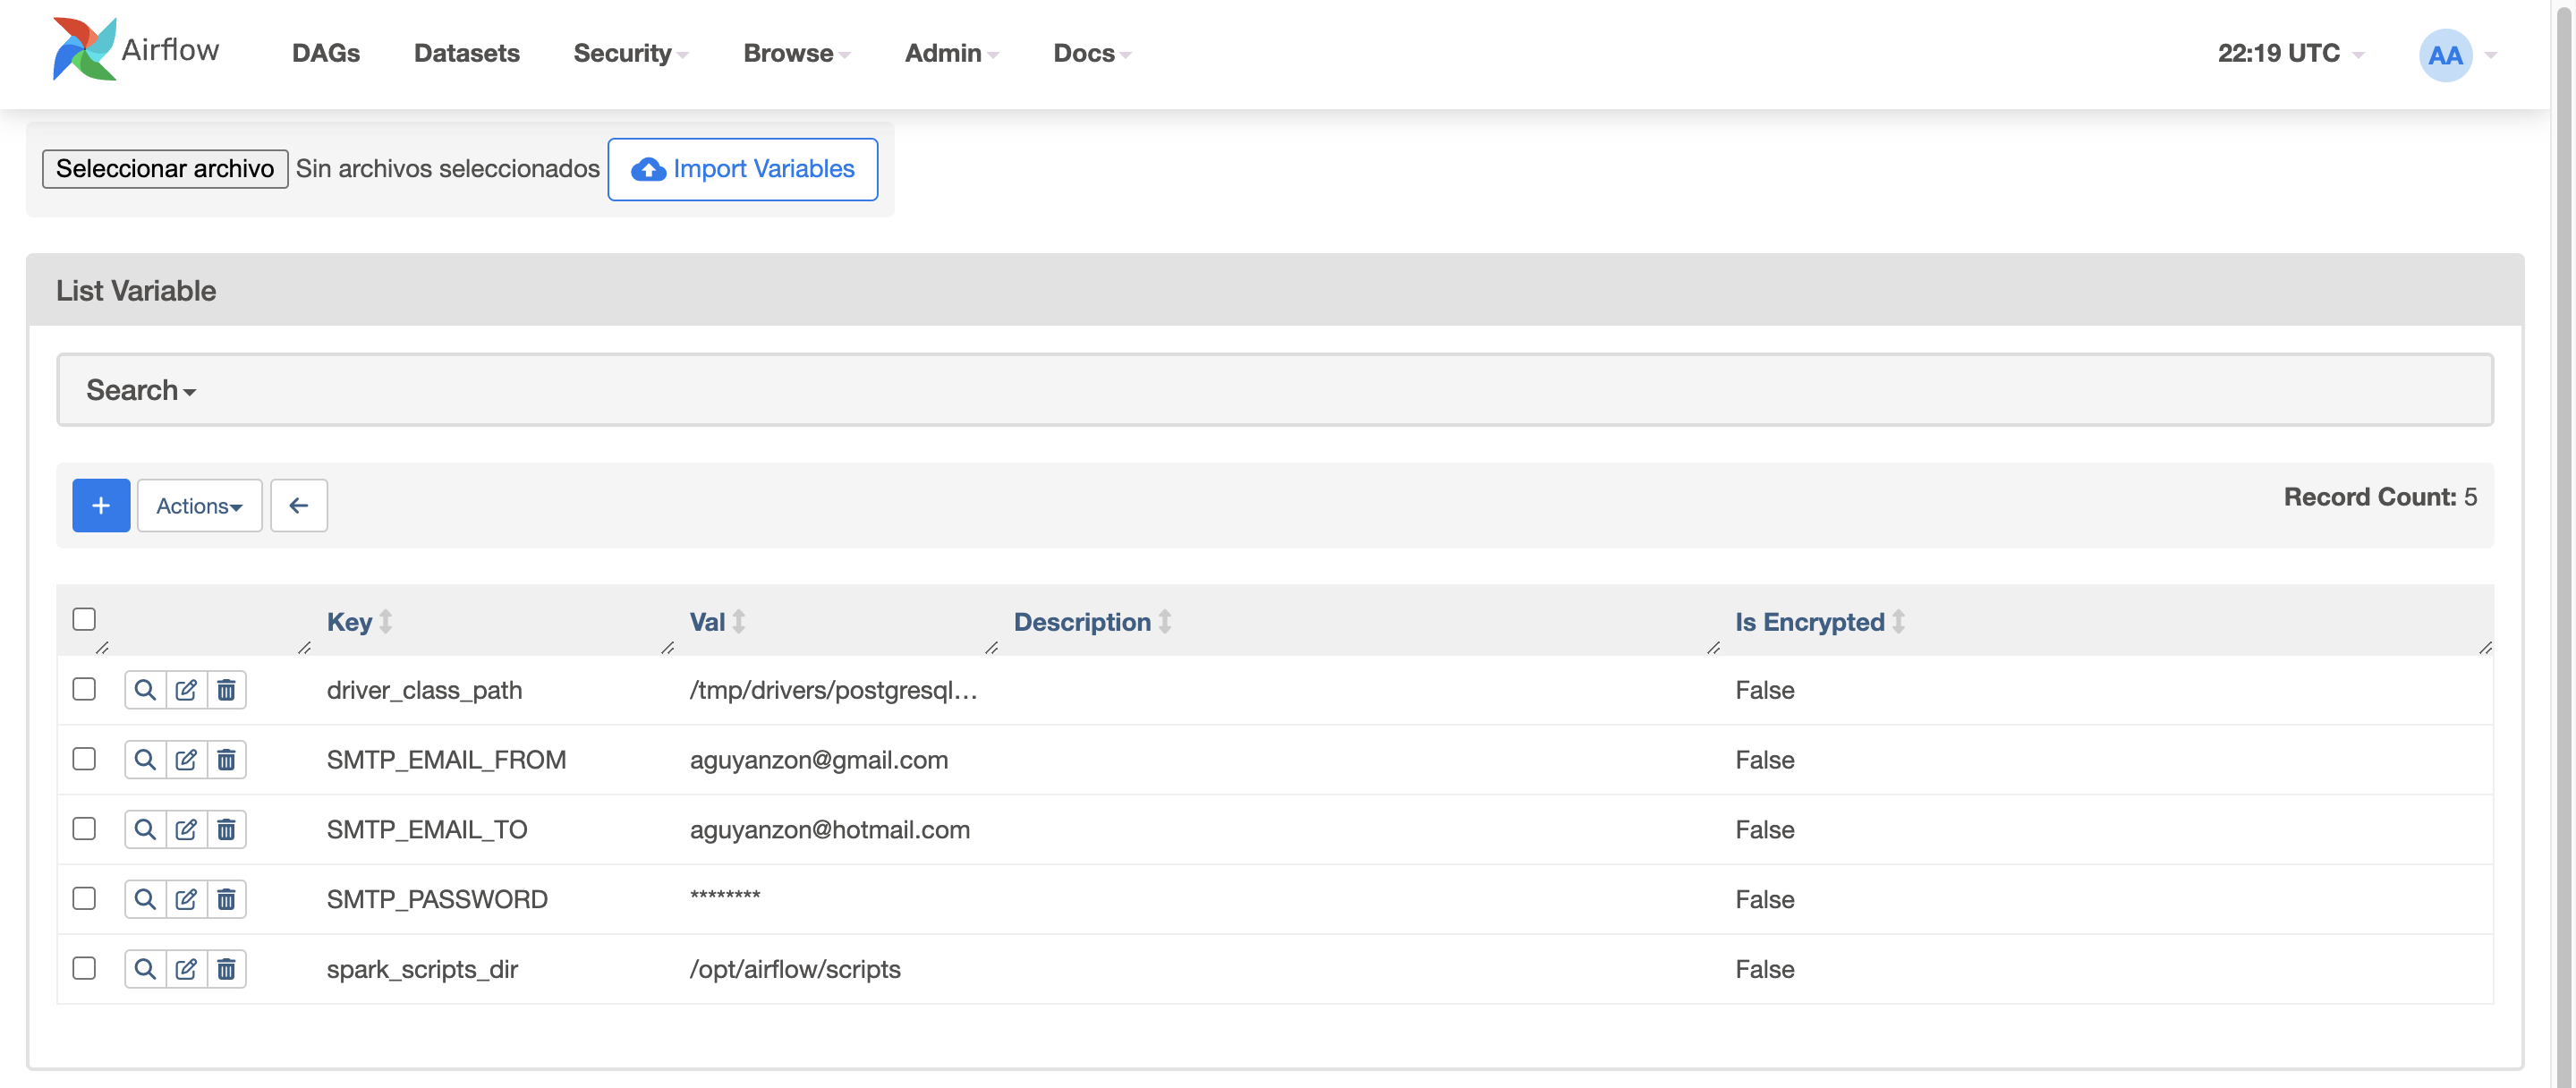 Airflow DAGs Datasets Security Browse Admin Docs 22:19 UTC AA
Seleccionar archivo Sin archivos seleccionados Import Variables
List Variable
Search
+ Actions Record Count: 5
Key Val Description Is Encrypted
driver_class_path /tmp/drivers/postgresql... False
SMTP_EMAIL_FROM aguyanzon@gmail.com False
SMTP_EMAIL_TO aguyanzon@hotmail.com False
SMTP_PASSWORD ******** False
spark_scripts_dir /opt/airflow/scripts False